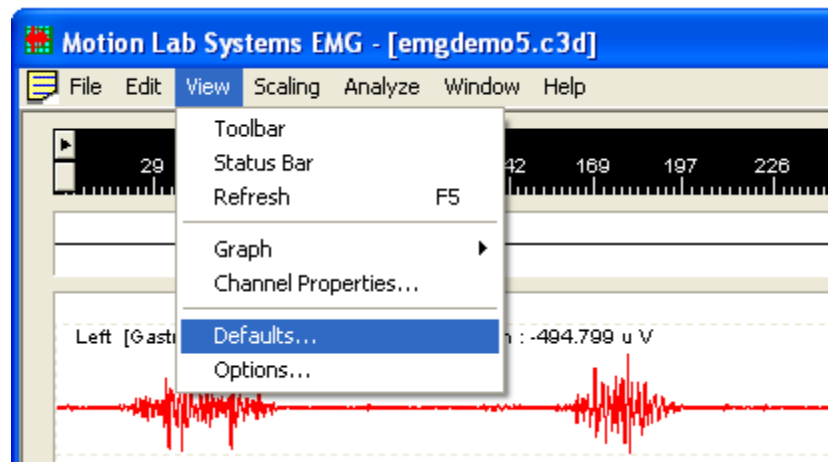 Motion Lab Systems EMG - [emgdemo5.c3d]
File Edit View Scaling Analyze Window Help
Toolbar
29 Status Bar 42 169 197 226
Refresh F5
Graph
Channel Properties...
Left Defaults... : -494.799 u V
Options...